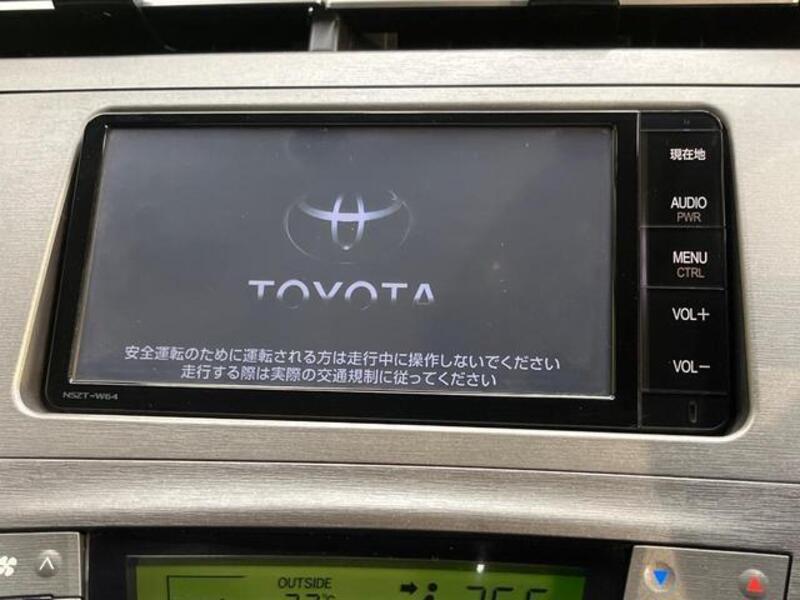 現在地
AUDIO
PWR
MENU
CTRL
VOL+
VOL−
TOYOTA
安全運転のために運転される方は走行中に操作しないでください
走行する際は実際の交通規制に従ってください
NSZT-W64
OUTSIDE